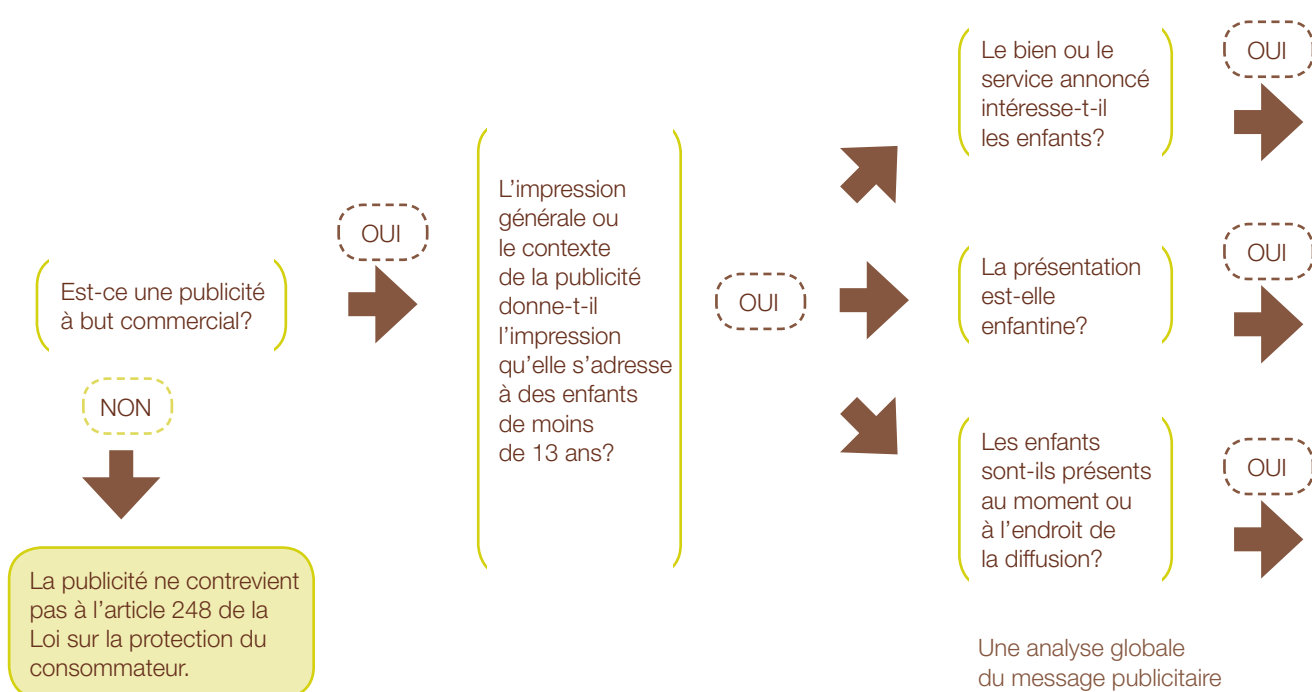 Est-ce une publicité
à but commercial?
NON
La publicité ne contrevient
pas à l'article 248 de la
Loi sur la protection du
consommateur.
OUI
L'impression
générale ou
le contexte
de la publicité
donne-t-il
l'impression
qu'elle s'adresse
à des enfants
de moins
de 13 ans?
OUI
Le bien ou le
service annoncé
intéresse-t-il
les enfants?
OUI
La présentation
est-elle
enfantine?
OUI
Les enfants
sont-ils présents
au moment ou
à l'endroit de
la diffusion?
OUI
Une analyse globale
du message publicitaire